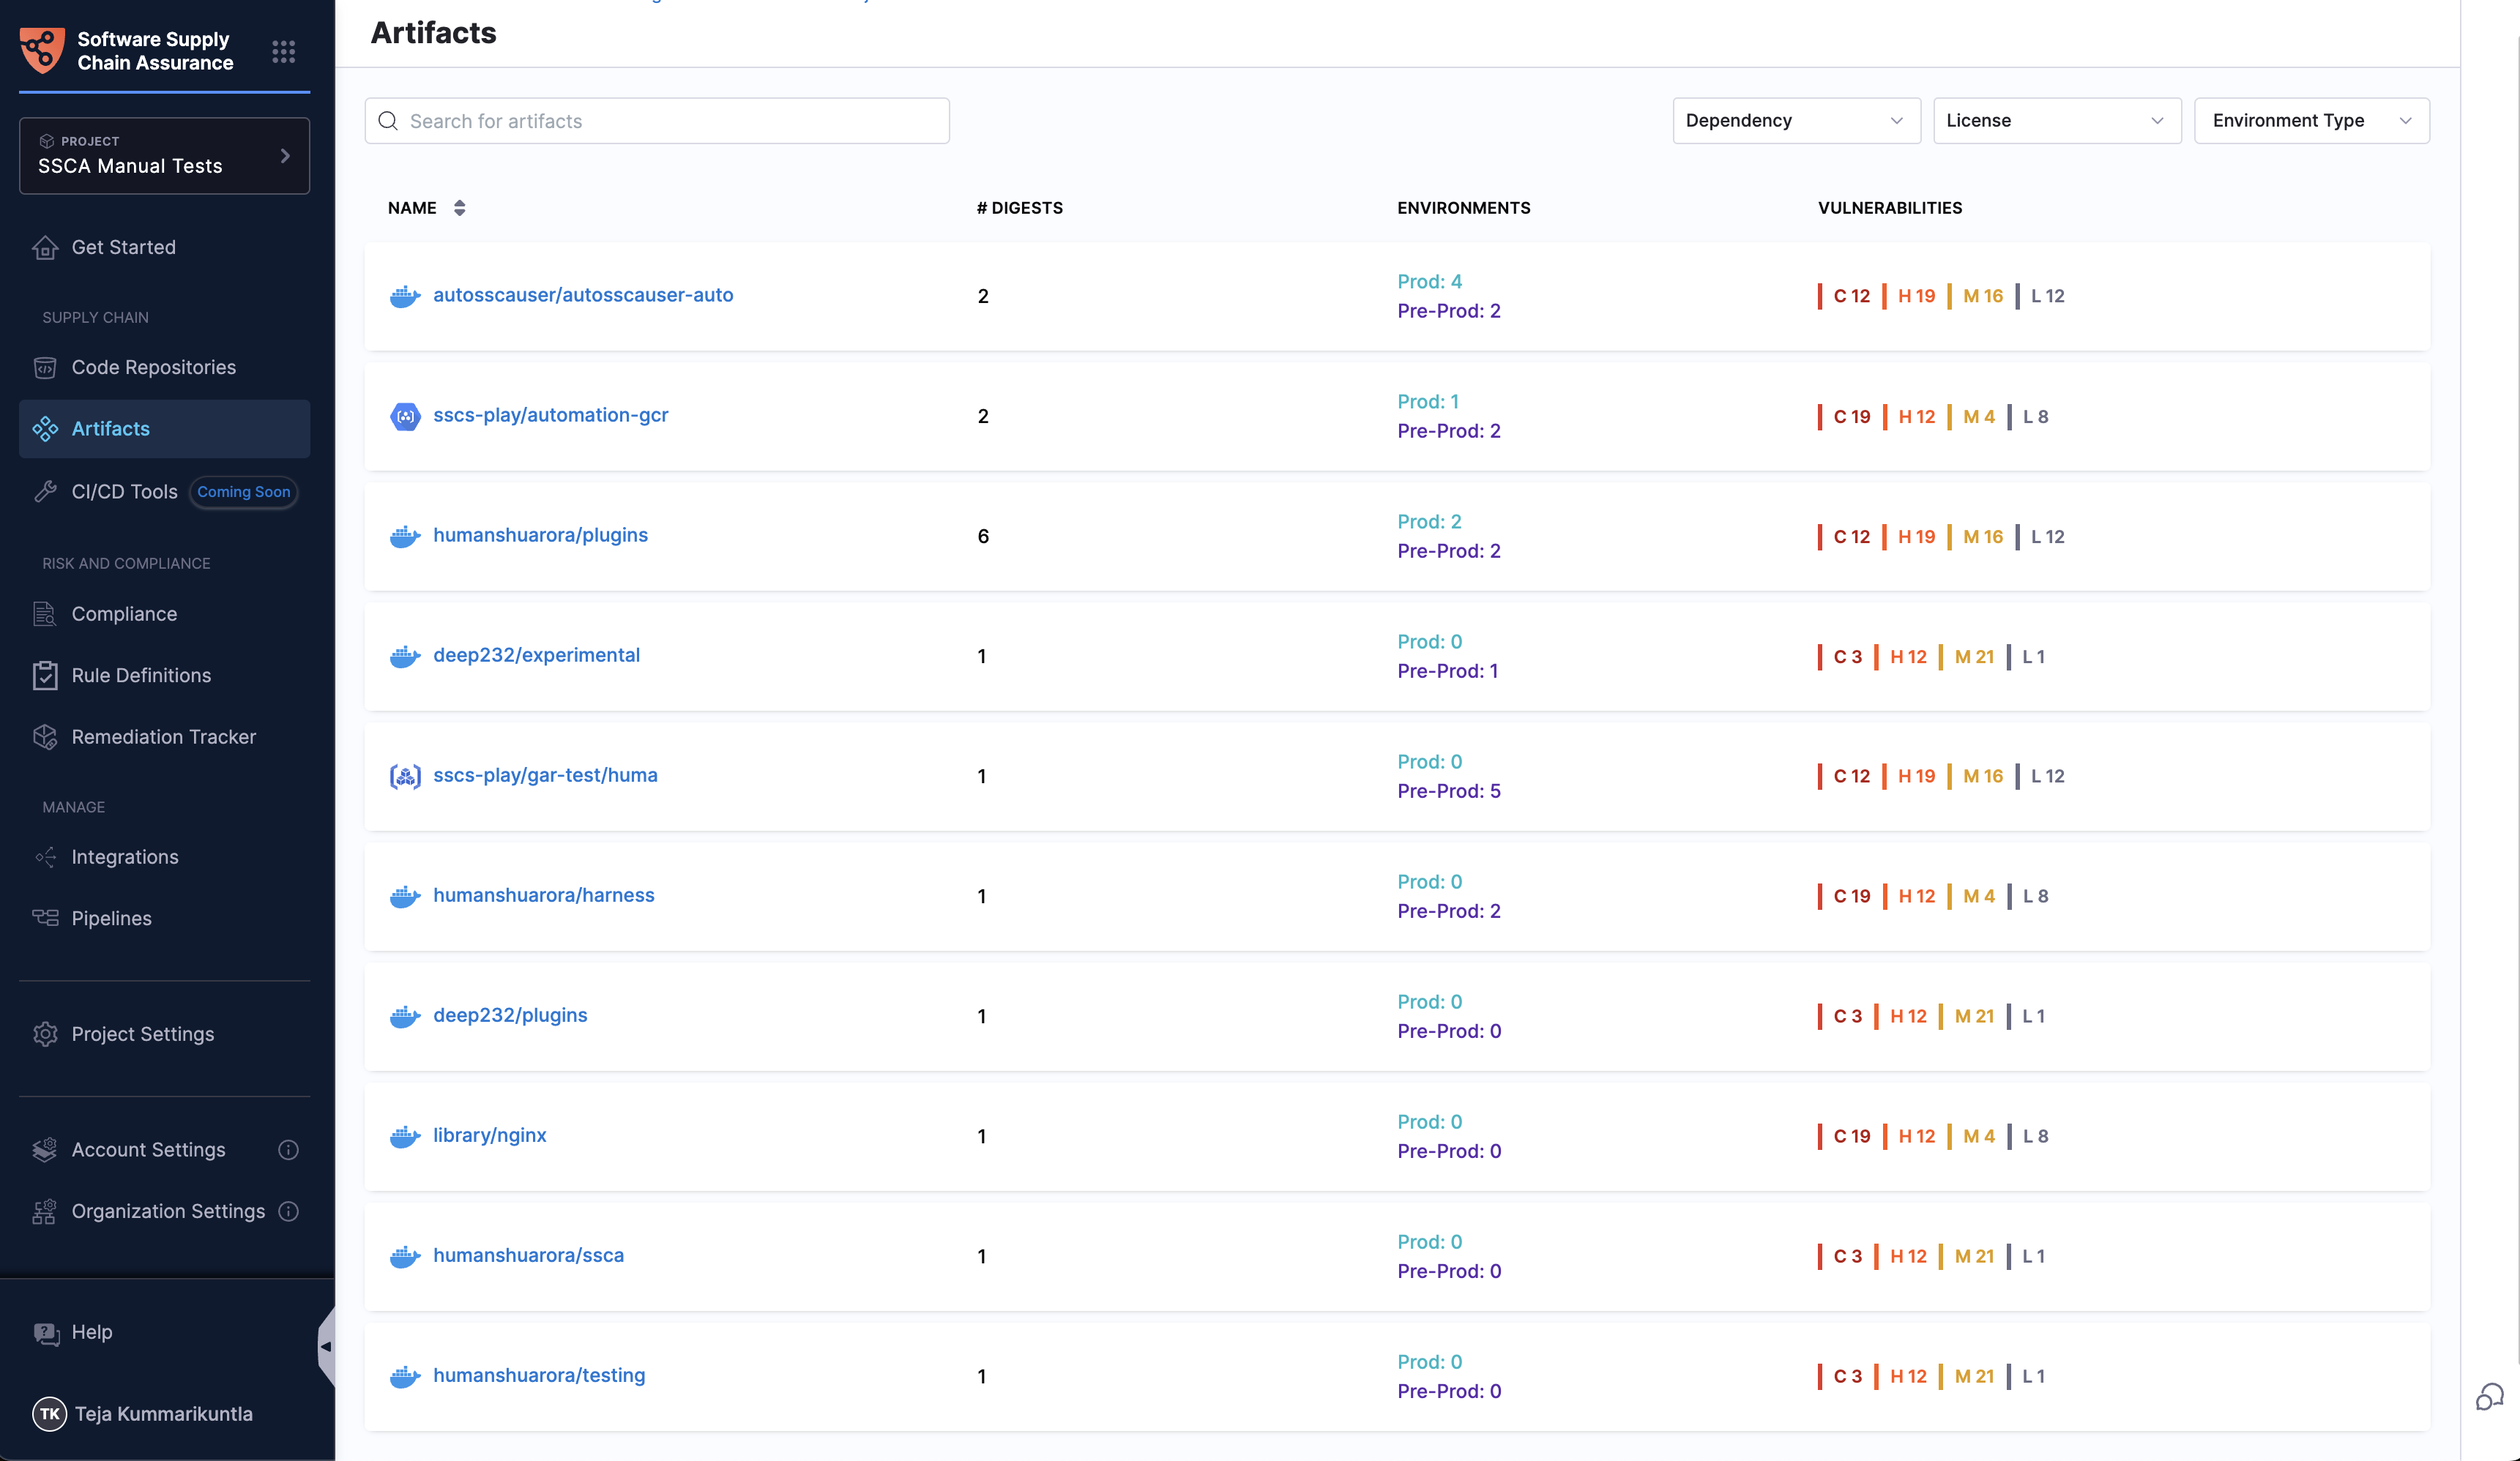 Software Supply
Chain Assurance
PROJECT
SSCA Manual Tests
Get Started
SUPPLY CHAIN
Code Repositories
Artifacts
CI/CD Tools Coming Soon
RISK AND COMPLIANCE
Compliance
Rule Definitions
Remediation Tracker
MANAGE
Integrations
Pipelines
Project Settings
Account Settings
Organization Settings
Help
TK Teja Kummarikuntla
Artifacts
Search for artifacts
Dependency
License
Environment Type
NAME # DIGESTS ENVIRONMENTS VULNERABILITIES
autosscauser/autosscauser-auto 2 Prod: 4 C 12 H 19 M 16 L 12
Pre-Prod: 2
sscs-play/automation-gcr 2 Prod: 1 C 19 H 12 M 4 L 8
Pre-Prod: 2
humanshuarora/plugins 6 Prod: 2 C 12 H 19 M 16 L 12
Pre-Prod: 2
deep232/experimental 1 Prod: 0 C 3 H 12 M 21 L 1
Pre-Prod: 1
sscs-play/gar-test/huma 1 Prod: 0 C 12 H 19 M 16 L 12
Pre-Prod: 5
humanshuarora/harness 1 Prod: 0 C 19 H 12 M 4 L 8
Pre-Prod: 2
deep232/plugins 1 Prod: 0 C 3 H 12 M 21 L 1
Pre-Prod: 0
library/nginx 1 Prod: 0 C 19 H 12 M 4 L 8
Pre-Prod: 0
humanshuarora/ssca 1 Prod: 0 C 3 H 12 M 21 L 1
Pre-Prod: 0
humanshuarora/testing 1 Prod: 0 C 3 H 12 M 21 L 1
Pre-Prod: 0